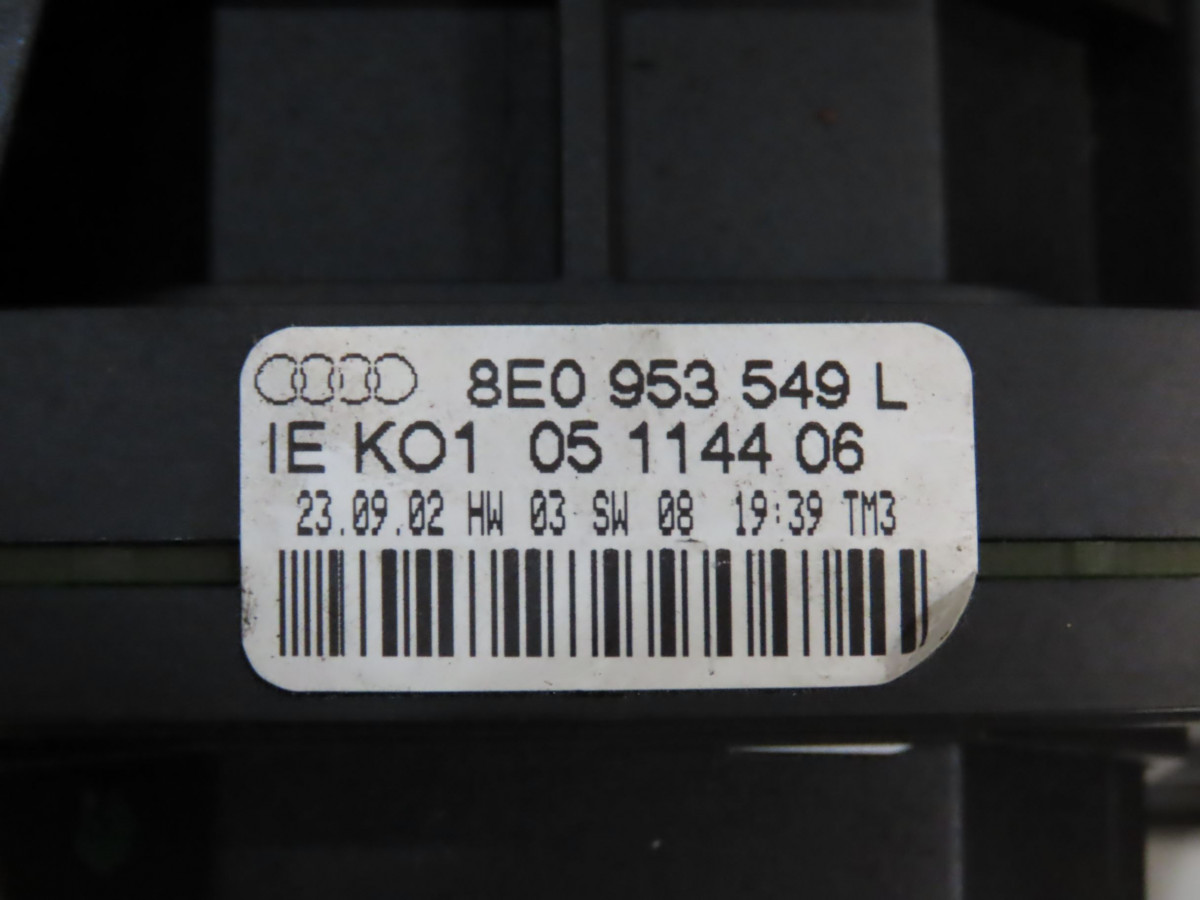 8E0 953 549 L
IE KO1 05 1144 06
23.09.02 HW 03 SW 08 19:39 TM3